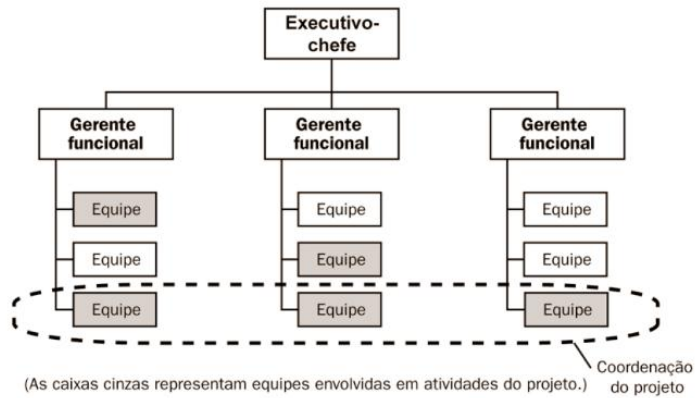 Executivo-
chefe
Gerente
funcional
Gerente
funcional
Gerente
funcional
Equipe
Equipe
Equipe
Equipe
Equipe
Equipe
Equipe
Equipe
Equipe
(As caixas cinzas representam equipes envolvidas em atividades do projeto.)
Coordenação
do projeto